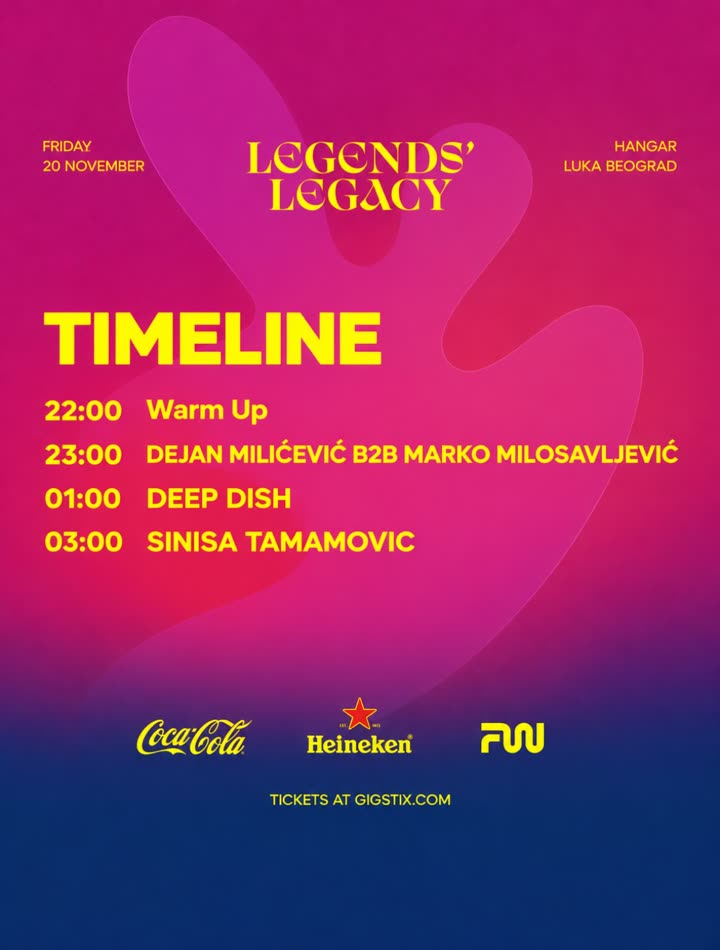 FRIDAY
20 NOVEMBER
LEGENDS'
LEGACY
HANGAR
LUKA BEOGRAD
TIMELINE
22:00 Warm Up
23:00 DEJAN MILIĆEVIĆ B2B MARKO MILOSAVLJEVIĆ
01:00 DEEP DISH
03:00 SINISA TAMAMOVIC
Coca-Cola
Heineken
FW
TICKETS AT GIGSTIX.COM